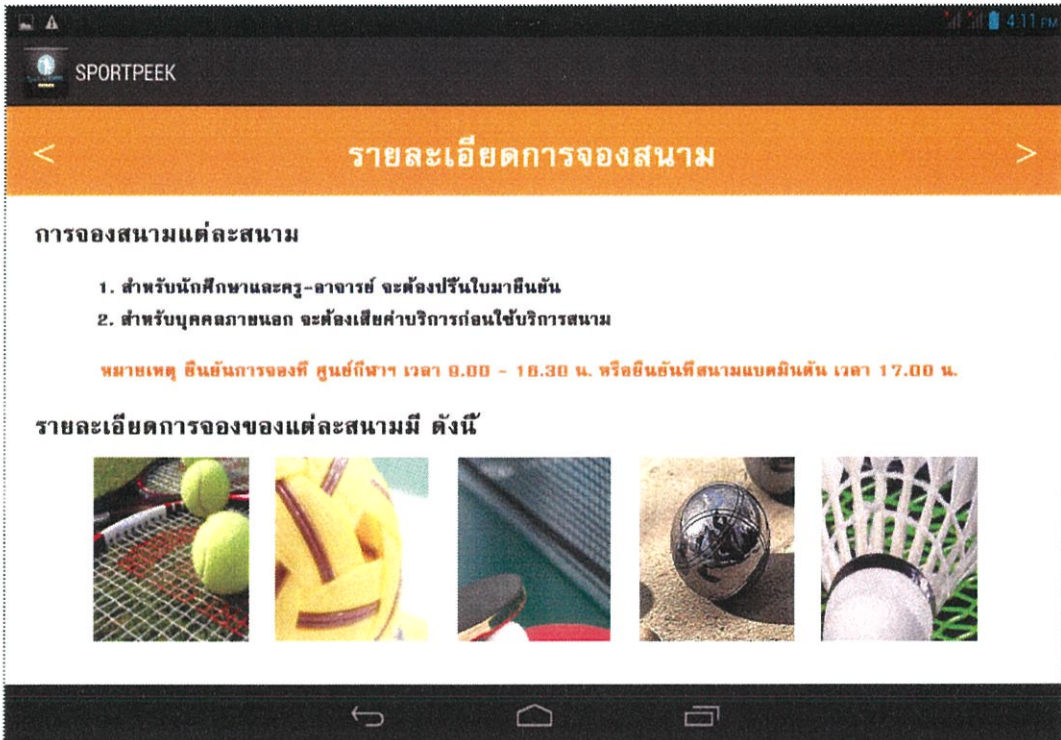 4:11 PM
SPORTPEEK
< รายละเอียดการจองสนาม >
การจองสนามแต่ละสนาม
1. สำหรับนักศึกษาและครู-อาจารย์ จะต้องปริ้นใบมายืนยัน
2. สำหรับบุคคลภายนอก จะต้องเสียค่าบริการก่อนใช้บริการสนาม
หมายเหตุ ยืนยันการจองที่ ศูนย์กีฬาฯ เวลา - น. หรือยืนยันที่สนามแบดมินตัน เวลา 17.00 น.
รายละเอียดการจองของแต่ละสนามมี ดังนี้